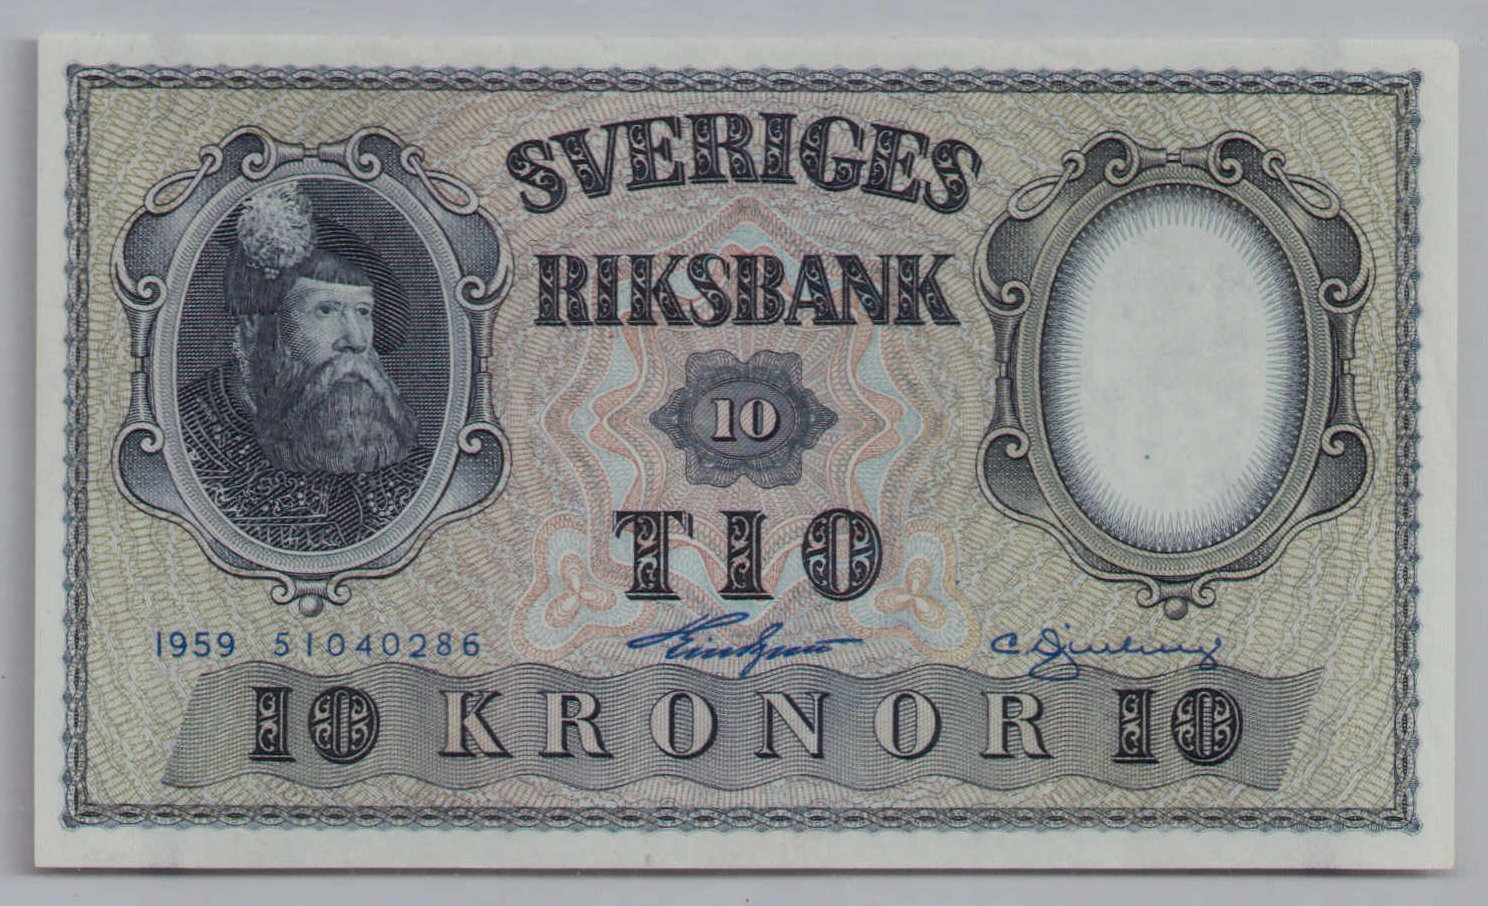 SVERIGES
RIKSBANK
10
TIO
1959 51040286
10 KRONOR 10